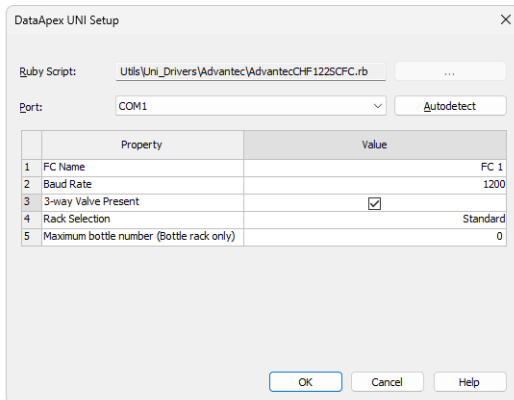 DataApex UNI Setup
Ruby Script: Utils\Uni_Drivers\Advantec\AdvantecCHF122SCFC.rb ...
Port: COM1 Autodetect
Property Value
1 FC Name FC 1
2 Baud Rate 1200
3 3-way Valve Present
4 Rack Selection Standard
5 Maximum bottle number (Bottle rack only) 0
OK Cancel Help